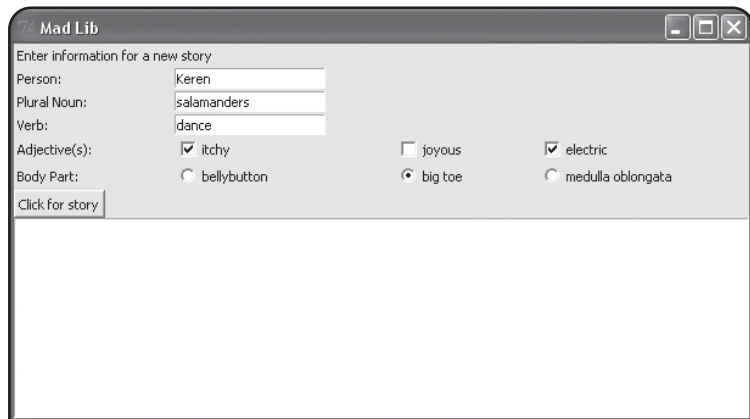 Mad Lib
Enter information for a new story
Person: Keren
Plural Noun: salamanders
Verb: dance
Adjective(s): itchy joyous electric
Body Part: bellybutton big toe medulla oblongata
Click for story